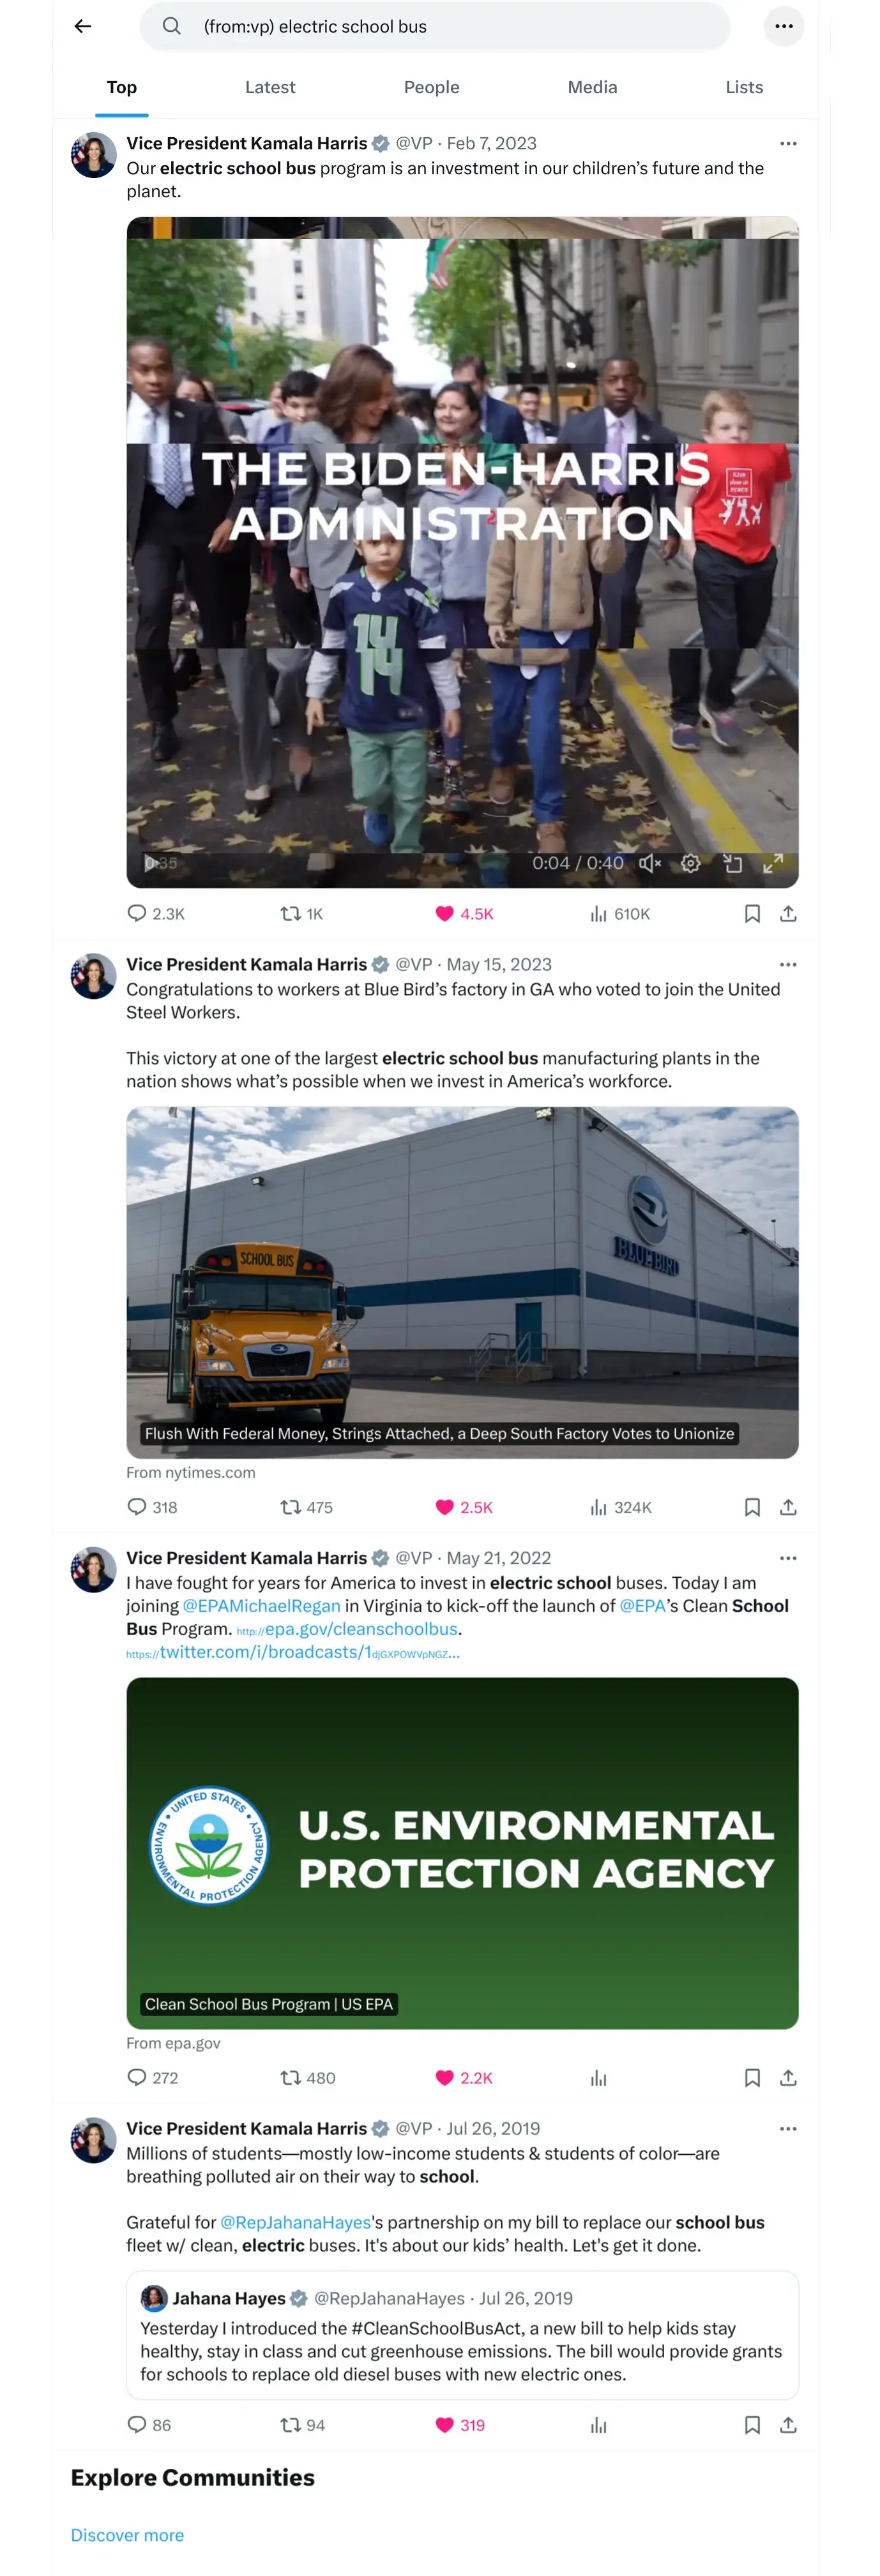 (from:vp) electric school bus
Top Latest People Media Lists
Vice President Kamala Harris @VP · Feb 7, 2023
Our electric school bus program is an investment in our children’s future and the
planet.
THE BIDEN-HARRIS
ADMINISTRATION
14
14
0:35
0:04 / 0:40
2.3K 1K 4.5K 610K
Vice President Kamala Harris @VP · May 15, 2023
Congratulations to workers at Blue Bird’s factory in GA who voted to join the United
Steel Workers.
This victory at one of the largest electric school bus manufacturing plants in the
nation shows what’s possible when we invest in America’s workforce.
BLUE BIRD
SCHOOL BUS
Flush With Federal Money, Strings Attached, a Deep South Factory Votes to Unionize
From nytimes.com
318 475 2.5K 324K
Vice President Kamala Harris @VP · May 21, 2022
I have fought for years for America to invest in electric school buses. Today I am
joining @EPAMichaelRegan in Virginia to kick-off the launch of @EPA’s Clean School
Bus Program. http://epa.gov/cleanschoolbus.
https://twitter.com/i/broadcasts/1djGXPOWVpNGZ…
UNITED STATES
ENVIRONMENTAL PROTECTION AGENCY
U.S. ENVIRONMENTAL
PROTECTION AGENCY
Clean School Bus Program | US EPA
From epa.gov
272 480 2.2K
Vice President Kamala Harris @VP · Jul 26, 2019
Millions of students—mostly low-income students & students of color—are
breathing polluted air on their way to school.
Grateful for @RepJahanaHayes's partnership on my bill to replace our school bus
fleet w/ clean, electric buses. It's about our kids’ health. Let's get it done.
Jahana Hayes @RepJahanaHayes · Jul 26, 2019
Yesterday I introduced the #CleanSchoolBusAct, a new bill to help kids stay
healthy, stay in class and cut greenhouse emissions. The bill would provide grants
for schools to replace old diesel buses with new electric ones.
86 94 319
Explore Communities
Discover more